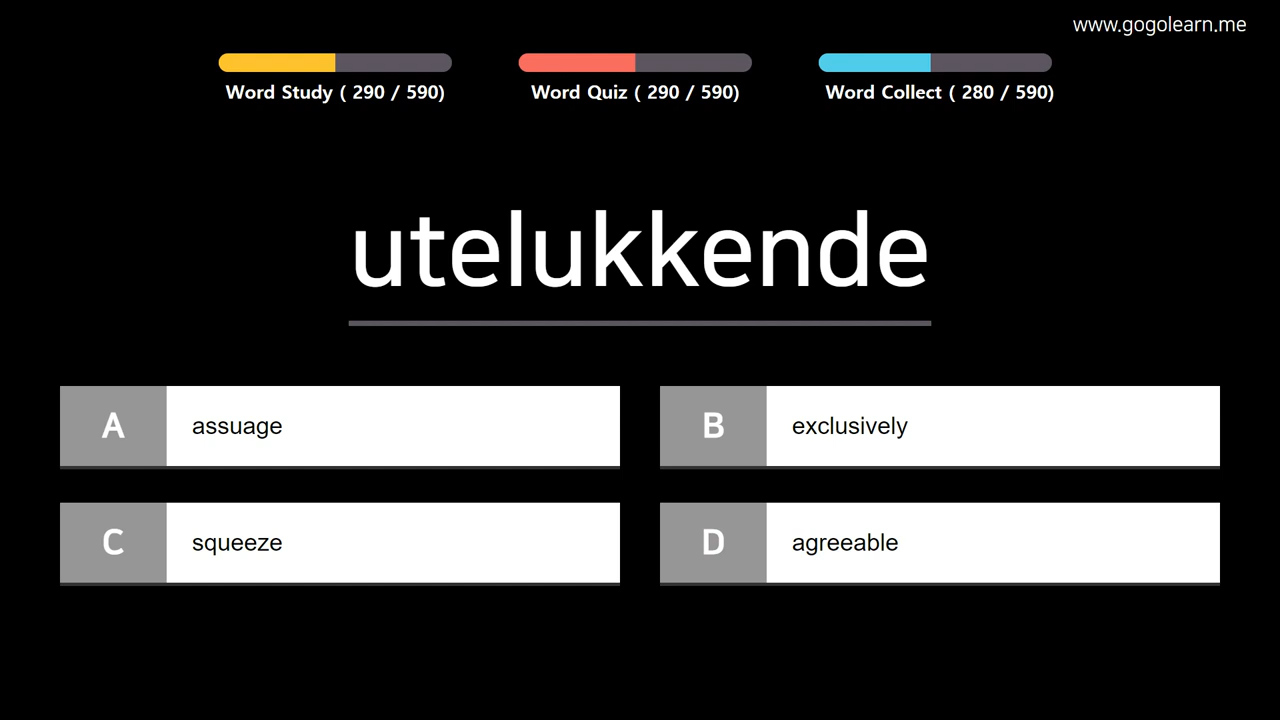 www.gogolearn.me
Word Study ( 290 / 590)
Word Quiz ( 290 / 590)
Word Collect ( 280 / 590)
utelukkende
A assuage
B exclusively
C squeeze
D agreeable